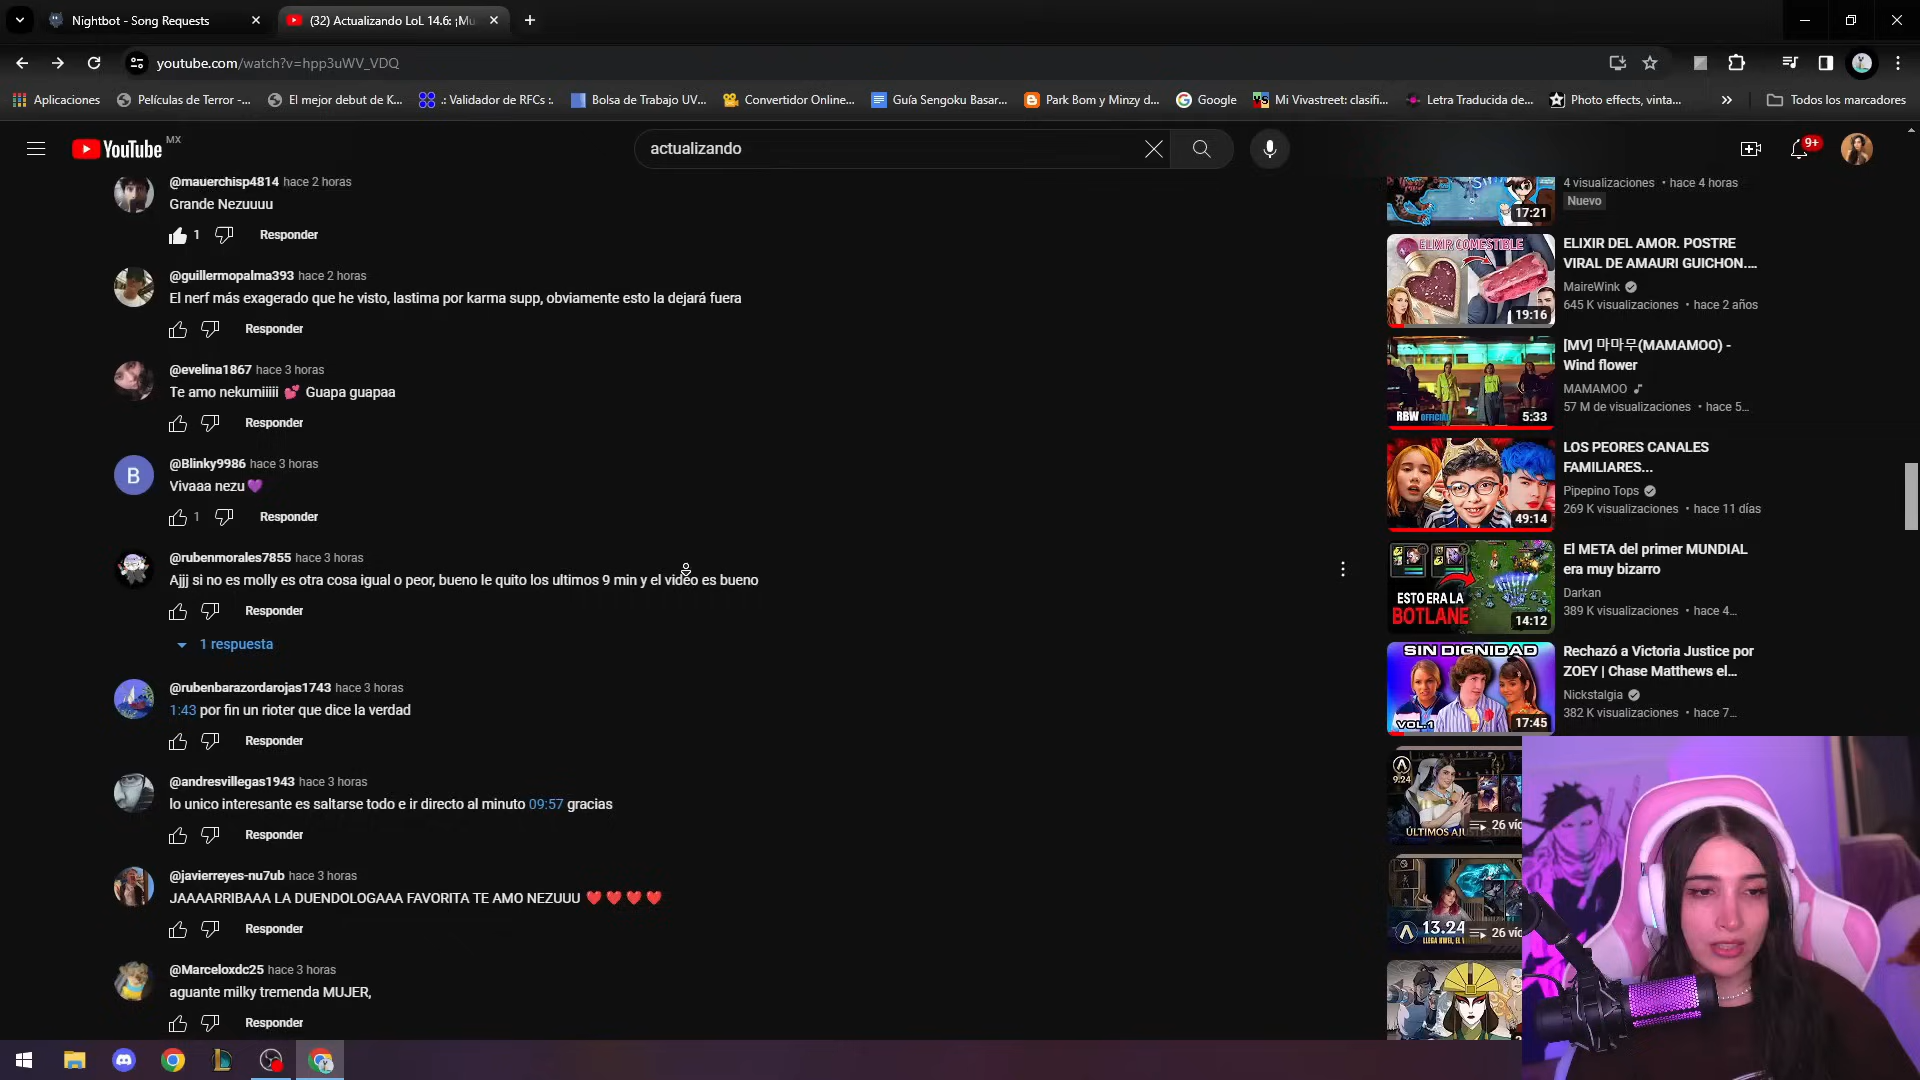 Nightbot - Song Requests
(32) Actualizando LoL 14.6: ¡Mu
youtube.com/watch?v=hpp3uWV_VDQ
Aplicaciones
Películas de Terror -...
El mejor debut de K...
.: Validador de RFCs :.
Bolsa de Trabajo UV...
Convertidor Online...
Guía Sengoku Basar...
Park Bom y Minzy d...
Google
Mi Vivastreet: clasifi...
Letra Traducida de...
Photo effects, vinta...
Todos los marcadores
YouTube MX
actualizando
9+
@mauerchisp4814 hace 2 horas
Grande Nezuuuu
1 Responder
@guillermopalma393 hace 2 horas
El nerf más exagerado que he visto, lastima por karma supp, obviamente esto la dejará fuera
Responder
@evelina1867 hace 3 horas
Te amo nekumiiiii 💕 Guapa guapaa
Responder
B
@Blinky9986 hace 3 horas
Vivaaa nezu💜
1 Responder
@rubenmorales7855 hace 3 horas
Ajjj si no es molly es otra cosa igual o peor, bueno le quito los ultimos 9 min y el video es bueno
Responder
1 respuesta
@rubenbarazordarojas1743 hace 3 horas
1:43 por fin un rioter que dice la verdad
Responder
@andresvillegas1943 hace 3 horas
lo unico interesante es saltarse todo e ir directo al minuto 09:57 gracias
Responder
@javierreyes-nu7ub hace 3 horas
JAAAARRIBAAA LA DUENDOLOGAAA FAVORITA TE AMO NEZUUU ❤️ ❤️ ❤️ ❤️
Responder
@Marceloxdc25 hace 3 horas
aguante milky tremenda MUJER,
Responder
17:21
4 visualizaciones • hace 4 horas
Nuevo
ELIXIR COMESTIBLE
19:16
ELIXIR DEL AMOR. POSTRE
VIRAL DE AMAURI GUICHON....
MaireWink
645 K visualizaciones • hace 2 años
RBW OFFICIAL
5:33
[MV] 마마무(MAMAMOO) -
Wind flower
MAMAMOO
57 M de visualizaciones • hace 5...
49:14
LOS PEORES CANALES
FAMILIARES...
Pipepino Tops
269 K visualizaciones • hace 11 días
ESTO ERA LA
BOTLANE
14:12
El META del primer MUNDIAL
era muy bizarro
Darkan
389 K visualizaciones • hace 4...
SIN DIGNIDAD
VOL.1
17:45
Rechazó a Victoria Justice por
ZOEY | Chase Matthews el...
Nickstalgia
382 K visualizaciones • hace 7...
9.24
ÚLTIMOS AJU
26 víd
13.24
26 víd